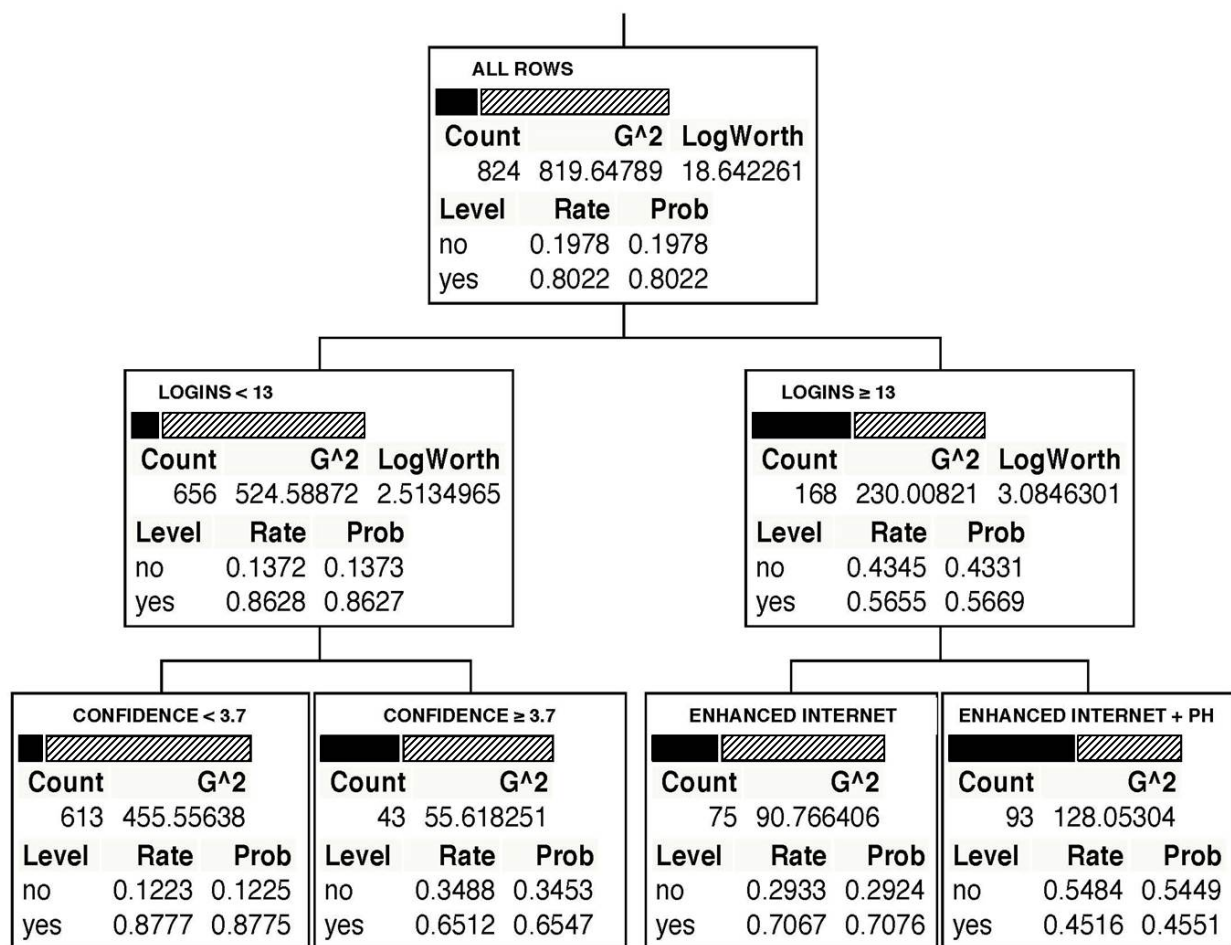 ALL ROWS
Count G^2 LogWorth
824 819.64789 18.642261
Level Rate Prob
no 0.1978 0.1978
yes 0.8022 0.8022
LOGINS < 13
Count G^2 LogWorth
656 524.58872 2.5134965
Level Rate Prob
no 0.1372 0.1373
yes 0.8628 0.8627
LOGINS ≥ 13
Count G^2 LogWorth
168 230.00821 3.0846301
Level Rate Prob
no 0.4345 0.4331
yes 0.5655 0.5669
CONFIDENCE < 3.7
Count G^2
613 455.55638
Level Rate Prob
no 0.1223 0.1225
yes 0.8777 0.8775
CONFIDENCE ≥ 3.7
Count G^2
43 55.618251
Level Rate Prob
no 0.3488 0.3453
yes 0.6512 0.6547
ENHANCED INTERNET
Count G^2
75 90.766406
Level Rate Prob
no 0.2933 0.2924
yes 0.7067 0.7076
ENHANCED INTERNET + PH
Count G^2
93 128.05304
Level Rate Prob
no 0.5484 0.5449
yes 0.4516 0.4551